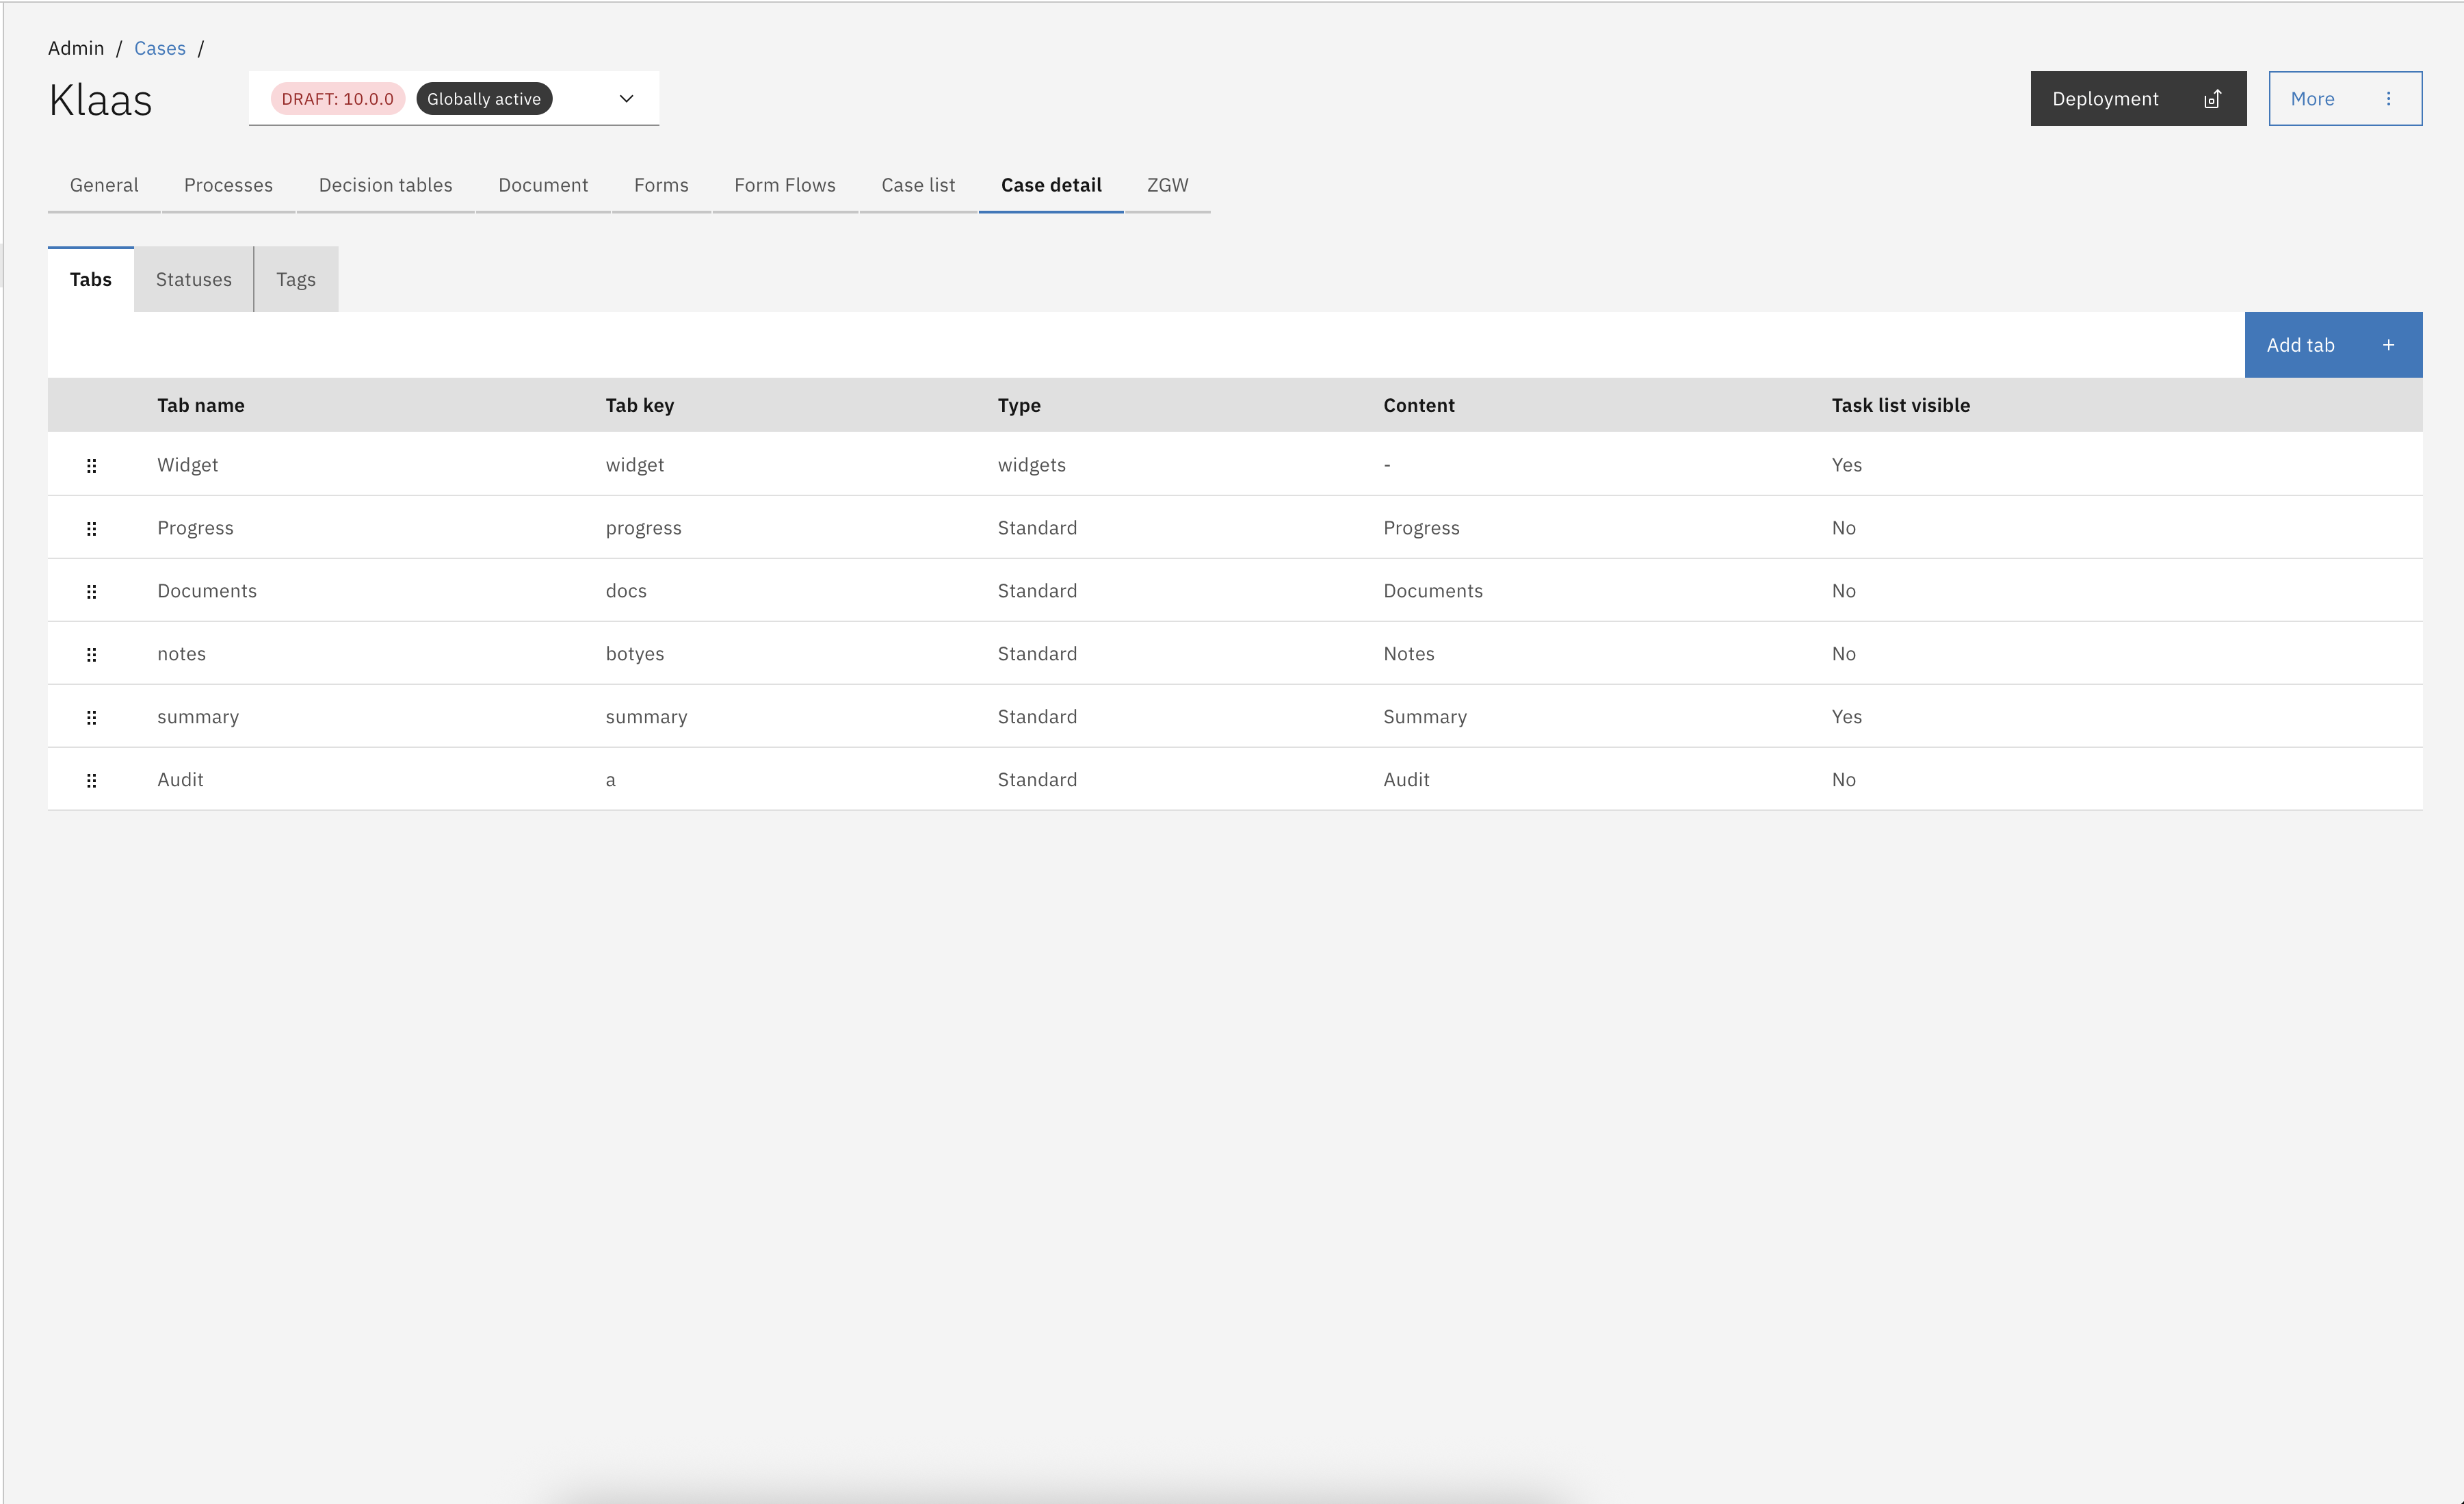 Admin / Cases /
Klaas DRAFT: 10.0.0 Globally active Deployment More
General Processes Decision tables Document Forms Form Flows Case list Case detail ZGW
Tabs Statuses Tags
Add tab +
Tab name Tab key Type Content Task list visible
Widget widget widgets - Yes
Progress progress Standard Progress No
Documents docs Standard Documents No
notes botyes Standard Notes No
summary summary Standard Summary Yes
Audit a Standard Audit No